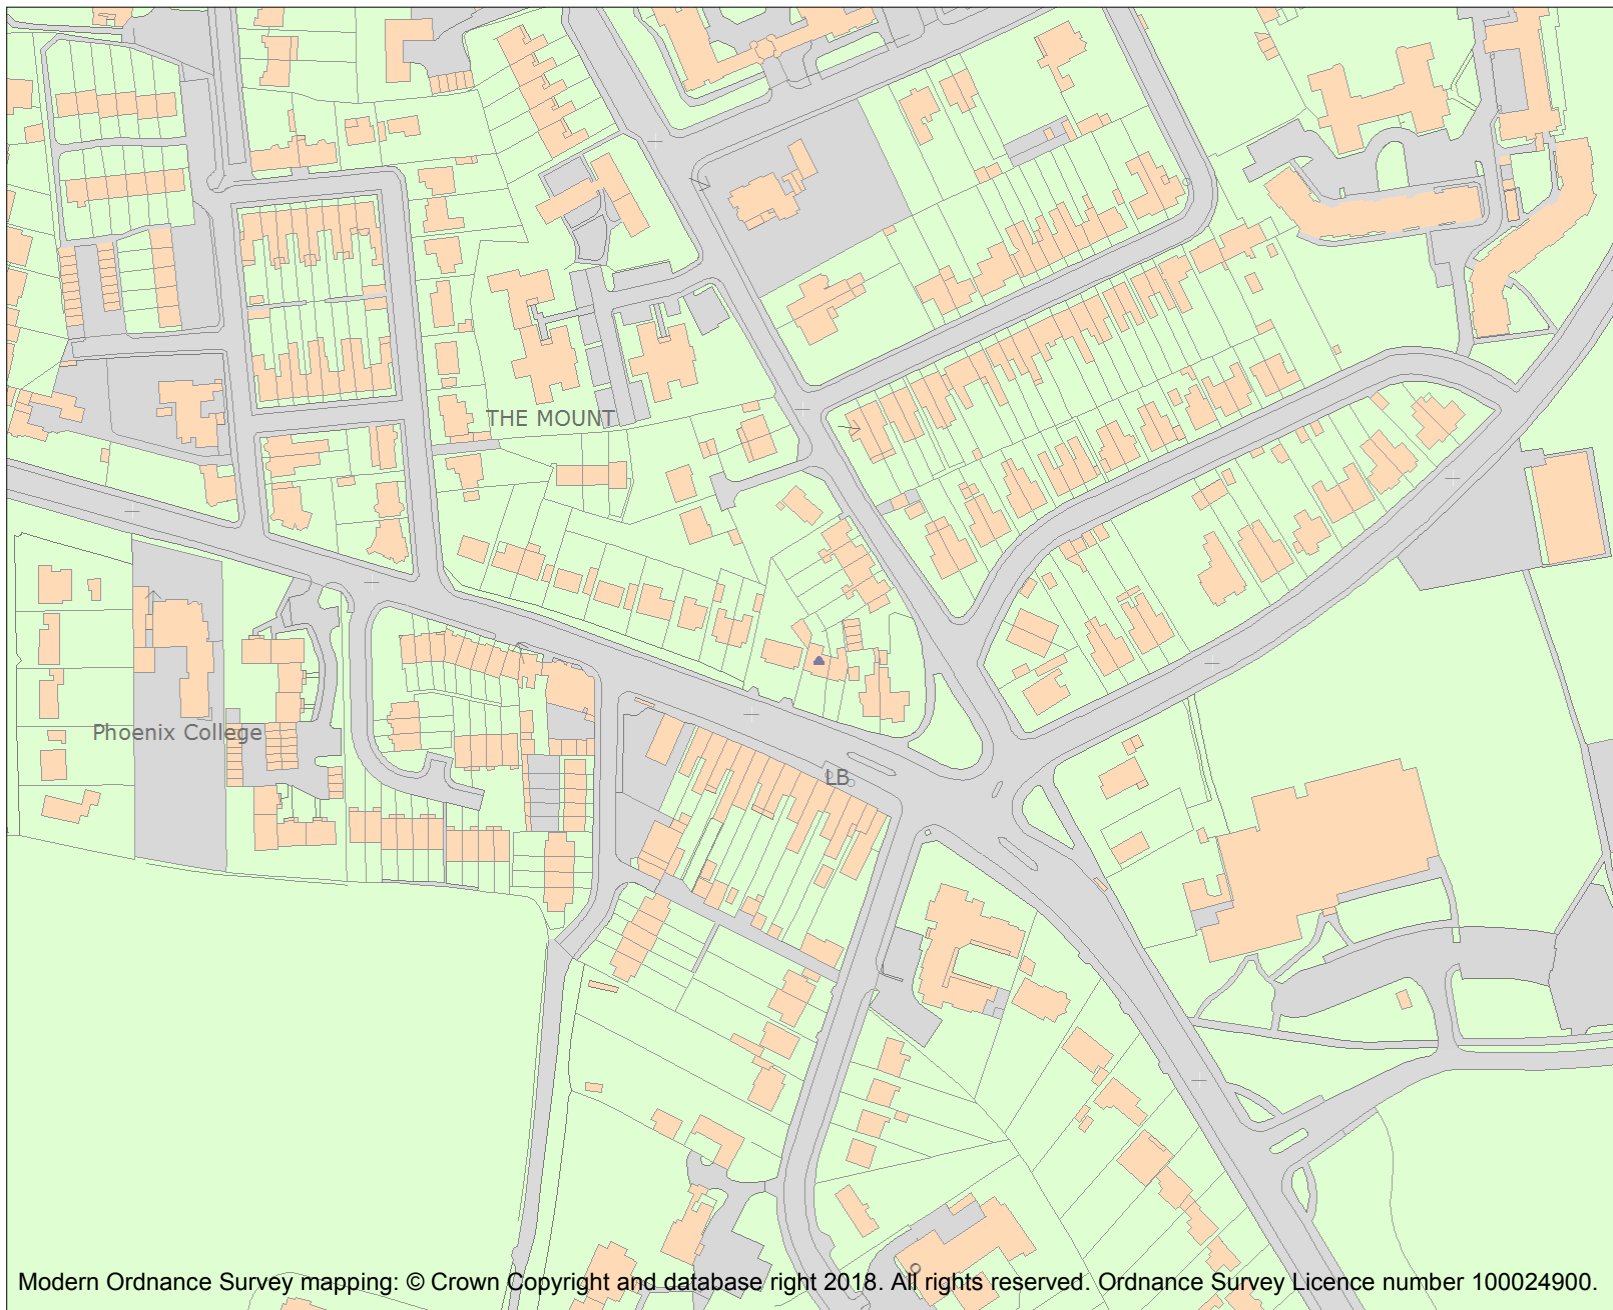 THE MOUNT
Phoenix College
LB
Modern Ordnance Survey mapping: © Crown Copyright and database right 2018. All rights reserved. Ordnance Survey Licence number 100024900.